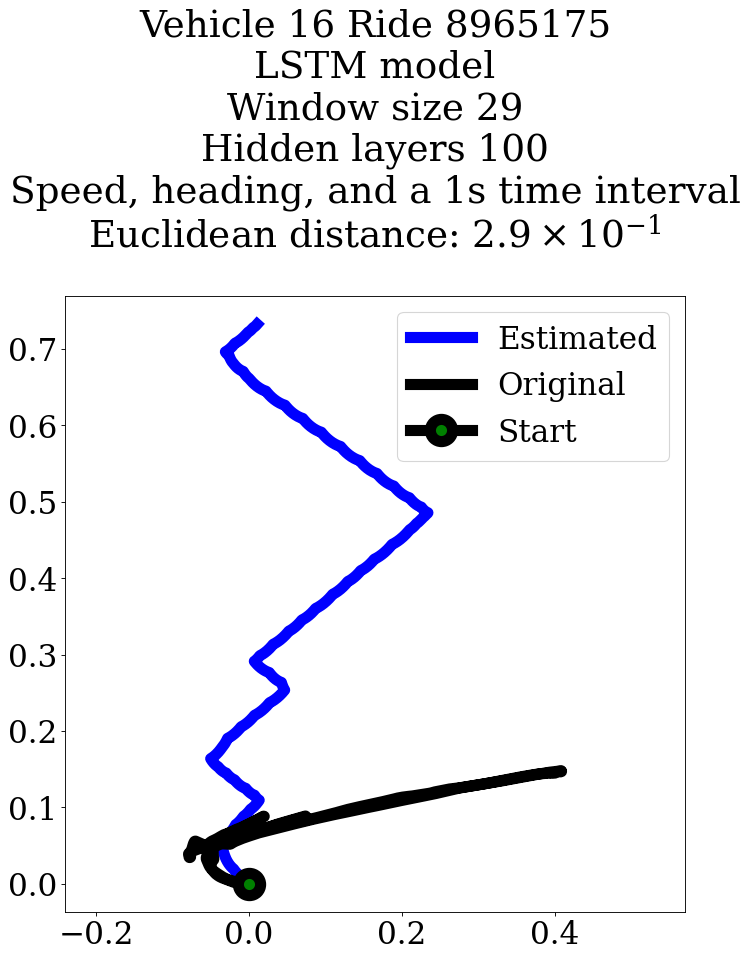 Vehicle 16 Ride 8965175
LSTM model
Window size 29
Hidden layers 100
Speed, heading, and a 1s time interval
Euclidean distance: 2.9 × 10⁻¹
Estimated
Original
Start
0.7
0.6
0.5
0.4
0.3
0.2
0.1
0.0
−0.2 0.0 0.2 0.4